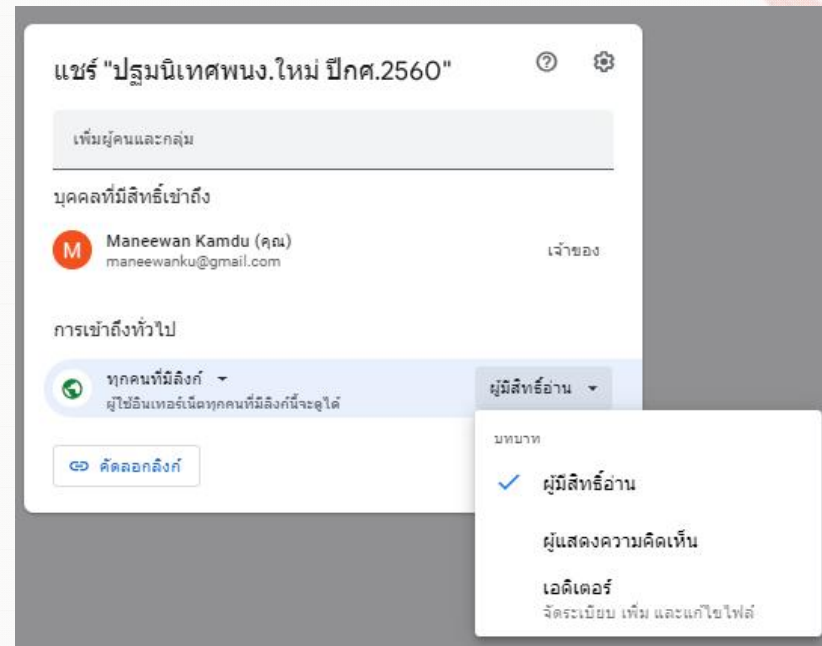 แชร์ "ปฐมนิเทศพนง.ใหม่ ปีกศ.2560"
เพิ่มผู้คนและกลุ่ม
บุคคลที่มีสิทธิ์เข้าถึง
M
Maneewan Kamdu (คุณ)
maneewanku@gmail.com
เจ้าของ
การเข้าถึงทั่วไป
ทุกคนที่มีลิงก์
ผู้ใช้อินเทอร์เน็ตทุกคนที่มีลิงก์นี้จะดูได้
ผู้มีสิทธิ์อ่าน
คัดลอกลิงก์
บทบาท
ผู้มีสิทธิ์อ่าน
ผู้แสดงความคิดเห็น
เอดิเตอร์
จัดระเบียบ เพิ่ม และแก้ไขไฟล์